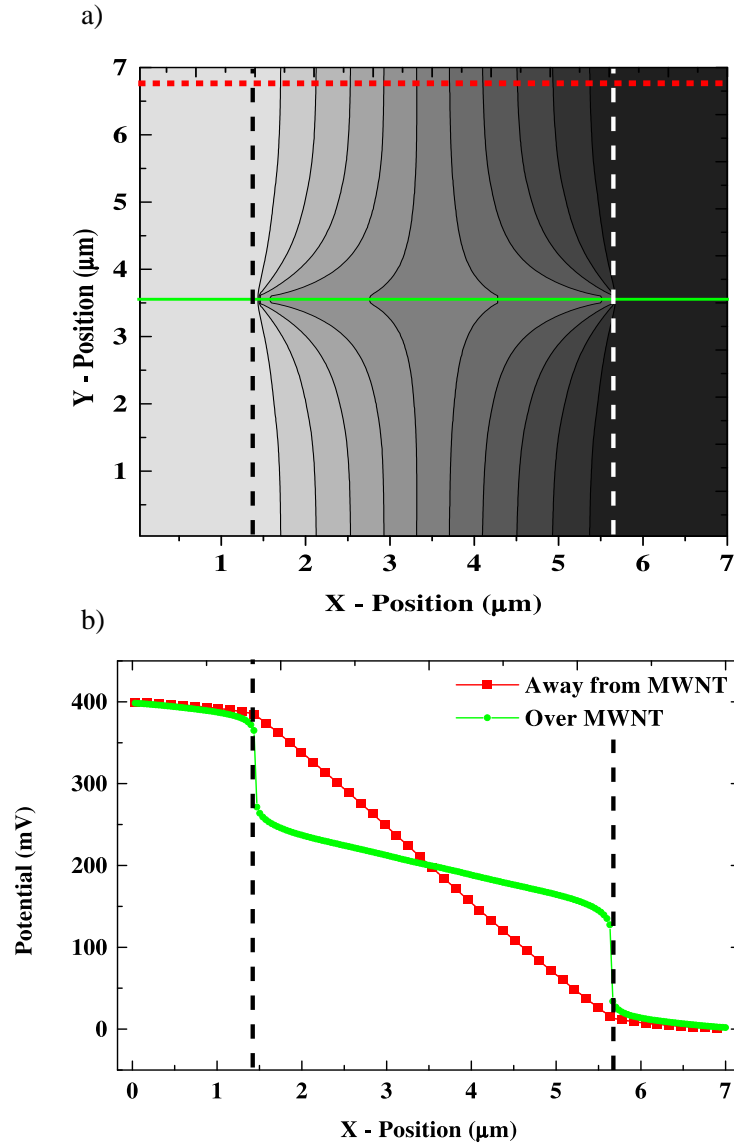 a)
7
6
5
4
3
2
1
Y - Position (µm)
1 2 3 4 5 6 7
X - Position (µm)
b)
400
300
200
100
0
Potential (mV)
Away from MWNT
Over MWNT
0 1 2 3 4 5 6 7
X - Position (µm)